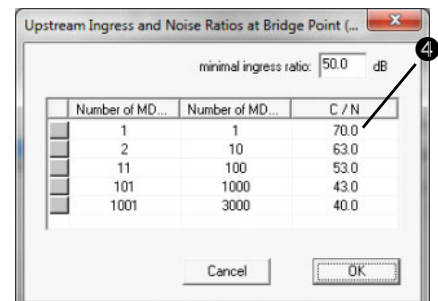 Upstream Ingress and Noise Ratios at Bridge Point (...
minimal ingress ratio: 50.0 dB
4
Number of MD... Number of MD... C / N
1 1 70.0
2 10 63.0
11 100 53.0
101 1000 43.0
1001 3000 40.0
Cancel OK